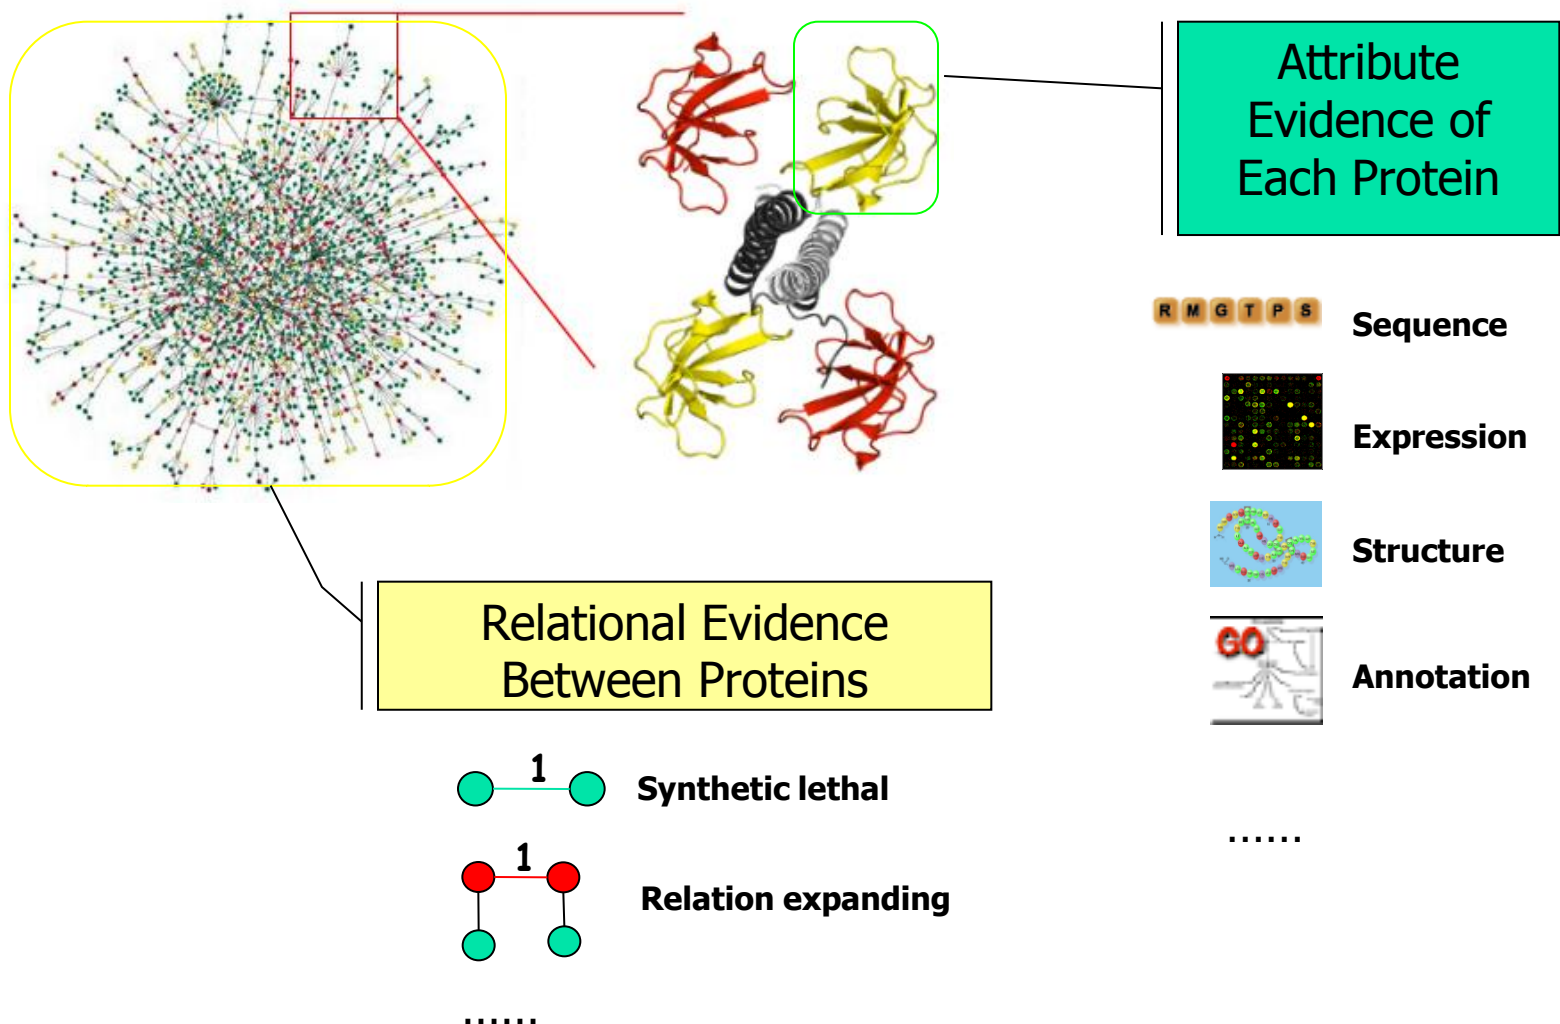 Attribute
Evidence of
Each Protein
R M G T P S
Sequence
Expression
Structure
GO
Annotation
......
Relational Evidence
Between Proteins
1
Synthetic lethal
1
Relation expanding
......